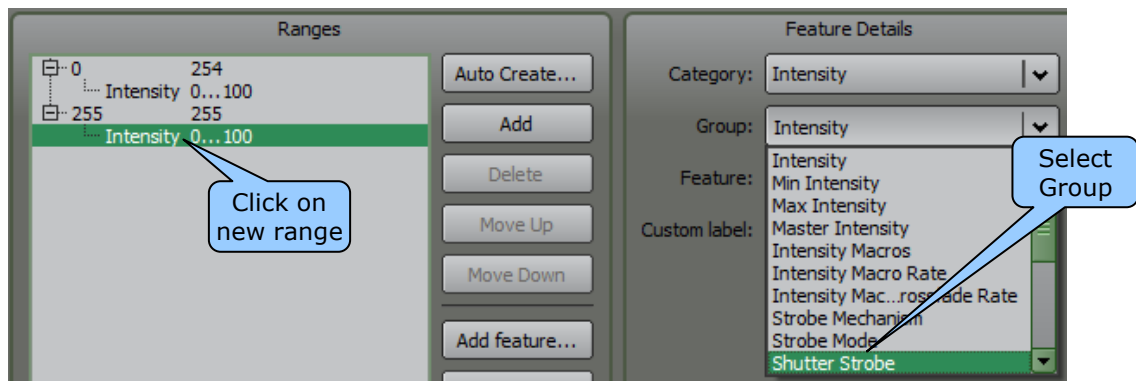 Ranges
0 254
Intensity 0...100
255 255
Intensity 0...100
Click on
new range
Auto Create...
Add
Delete
Move Up
Move Down
Add feature...
Feature Details
Category: Intensity
Group: Intensity
Feature:
Custom label:
Intensity
Min Intensity
Max Intensity
Master Intensity
Intensity Macros
Intensity Macro Rate
Intensity Mac...rossfade Rate
Strobe Mechanism
Strobe Mode
Shutter Strobe
Select
Group